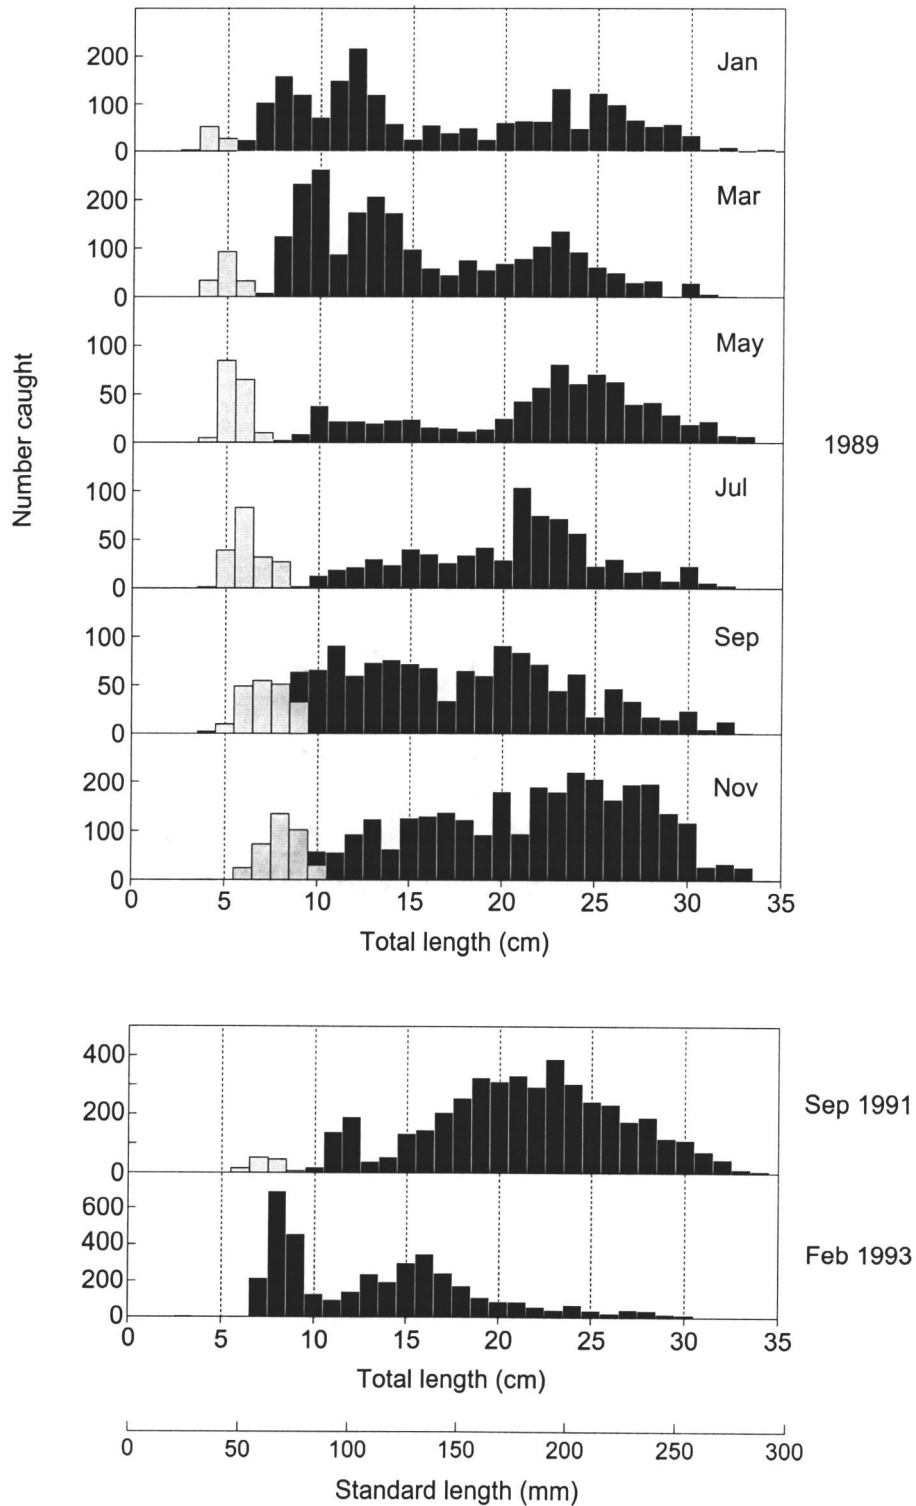 200
100
0
Jan
200
100
0
Mar
100
50
0
May
Number caught
1989
100
50
0
Jul
100
50
0
Sep
200
100
0
Nov
0 5 10 15 20 25 30 35
Total length (cm)
400
200
0
Sep 1991
600
400
200
0
Feb 1993
0 5 10 15 20 25 30 35
Total length (cm)
0 50 100 150 200 250 300
Standard length (mm)